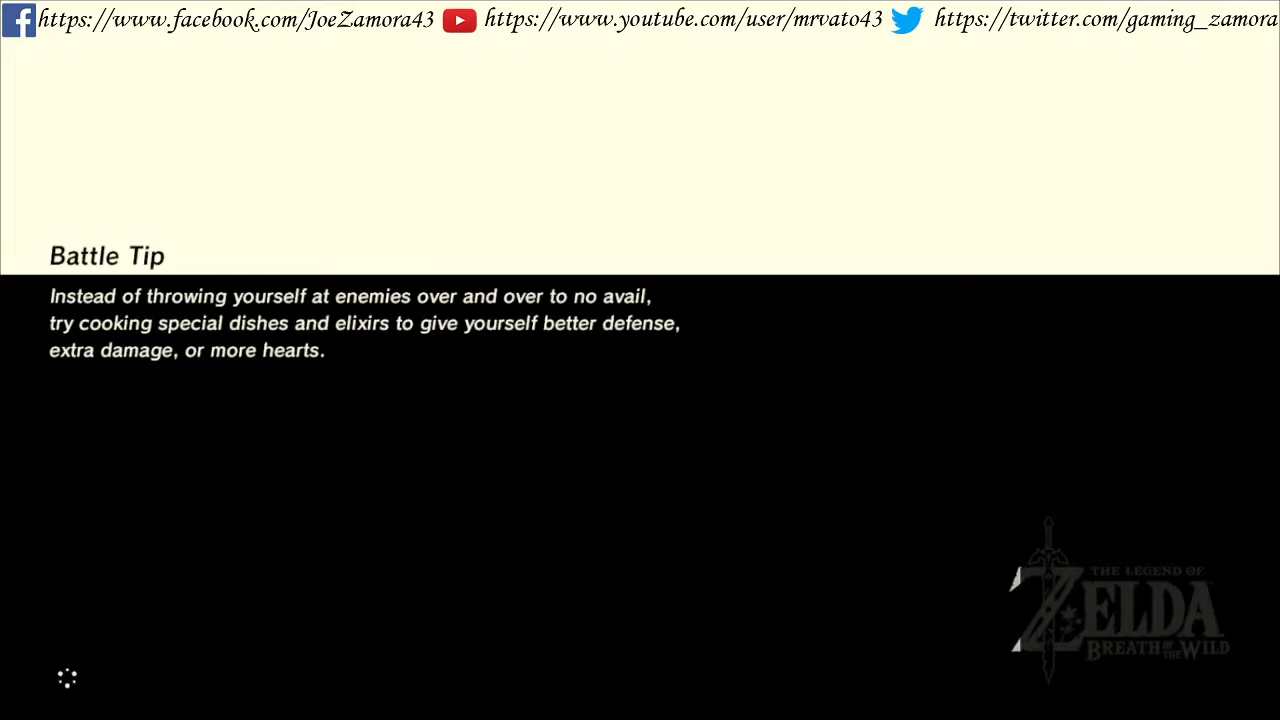 https://www.facebook.com/JoeZamora43 https://www.youtube.com/user/mrvato43 https://twitter.com/gaming_zamora
Battle Tip
Instead of throwing yourself at enemies over and over to no avail,
try cooking special dishes and elixirs to give yourself better defense,
extra damage, or more hearts.
THE LEGEND OF
ZELDA
BREATH OF THE WILD